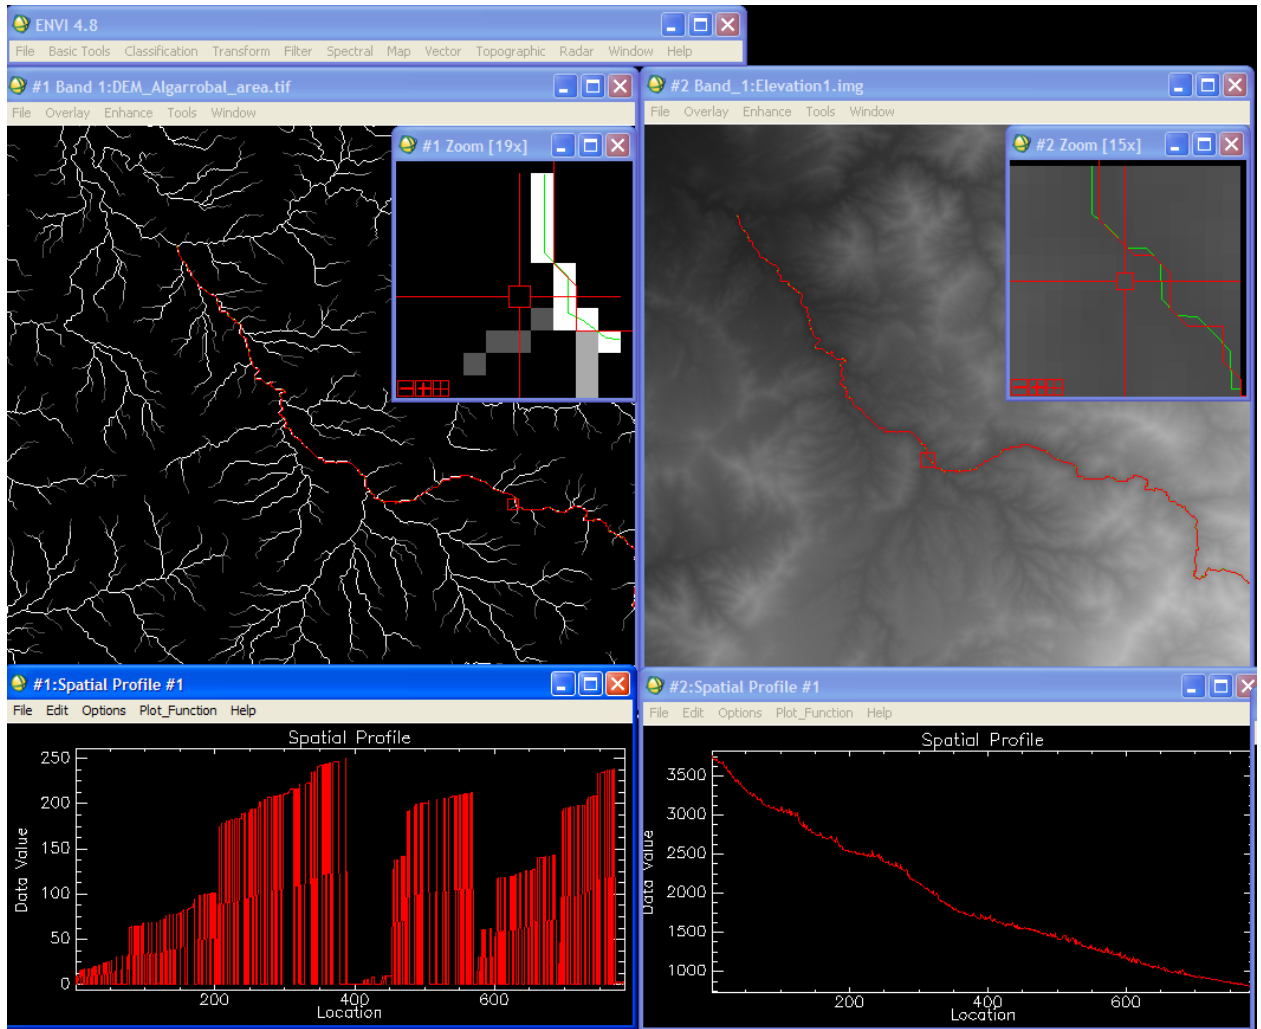 ENVI 4.8
File Basic Tools Classification Transform Filter Spectral Map Vector Topographic Radar Window Help
#1 Band 1:DEM_Algarrobal_area.tif
File Overlay Enhance Tools Window
#1 Zoom [19x]
#2 Band_1:Elevation1.img
File Overlay Enhance Tools Window
#2 Zoom [15x]
#1:Spatial Profile #1
File Edit Options Plot_Function Help
Spatial Profile
250
200
150
100
50
0
Data Value
200 400 600
Location
#2:Spatial Profile #1
File Edit Options Plot_Function Help
Spatial Profile
3500
3000
2500
2000
1500
1000
Data Value
200 400 600
Location